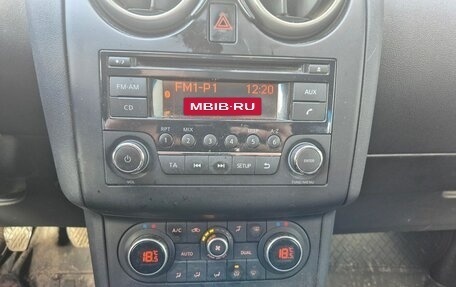 FM-AM
FM1-P1 12:20
AUX
CD
MBIB·RU
RPT MIX A-Z
1 2 3 4 5 6
TA SETUP
ENTER
VOL
TUNE/MENU
A/C
AUTO DUAL
18.5 18.5